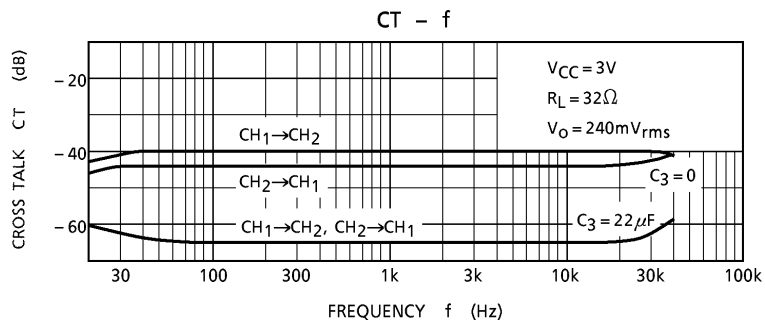 CT – f
CROSS TALK CT (dB)
−20
−40
−60
V_CC = 3V
R_L = 32Ω
V_o = 240mV_rms
CH₁→CH₂
CH₂→CH₁
C₃ = 0
CH₁→CH₂, CH₂→CH₁
C₃ = 22μF
30 100 300 1k 3k 10k 30k 100k
FREQUENCY f (Hz)